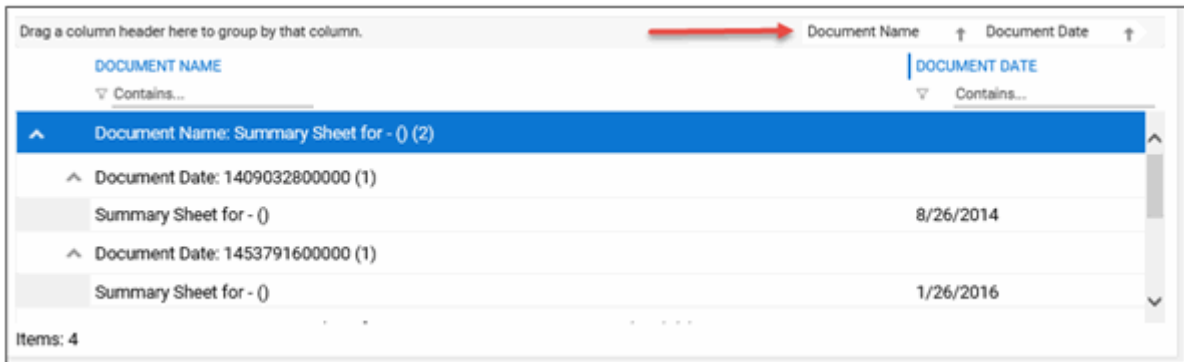 Drag a column header here to group by that column. Document Name Document Date
DOCUMENT NAME DOCUMENT DATE
Contains... Contains...
Document Name: Summary Sheet for - () (2)
Document Date: 1409032800000 (1)
Summary Sheet for - () 8/26/2014
Document Date: 1453791600000 (1)
Summary Sheet for - () 1/26/2016
Items: 4